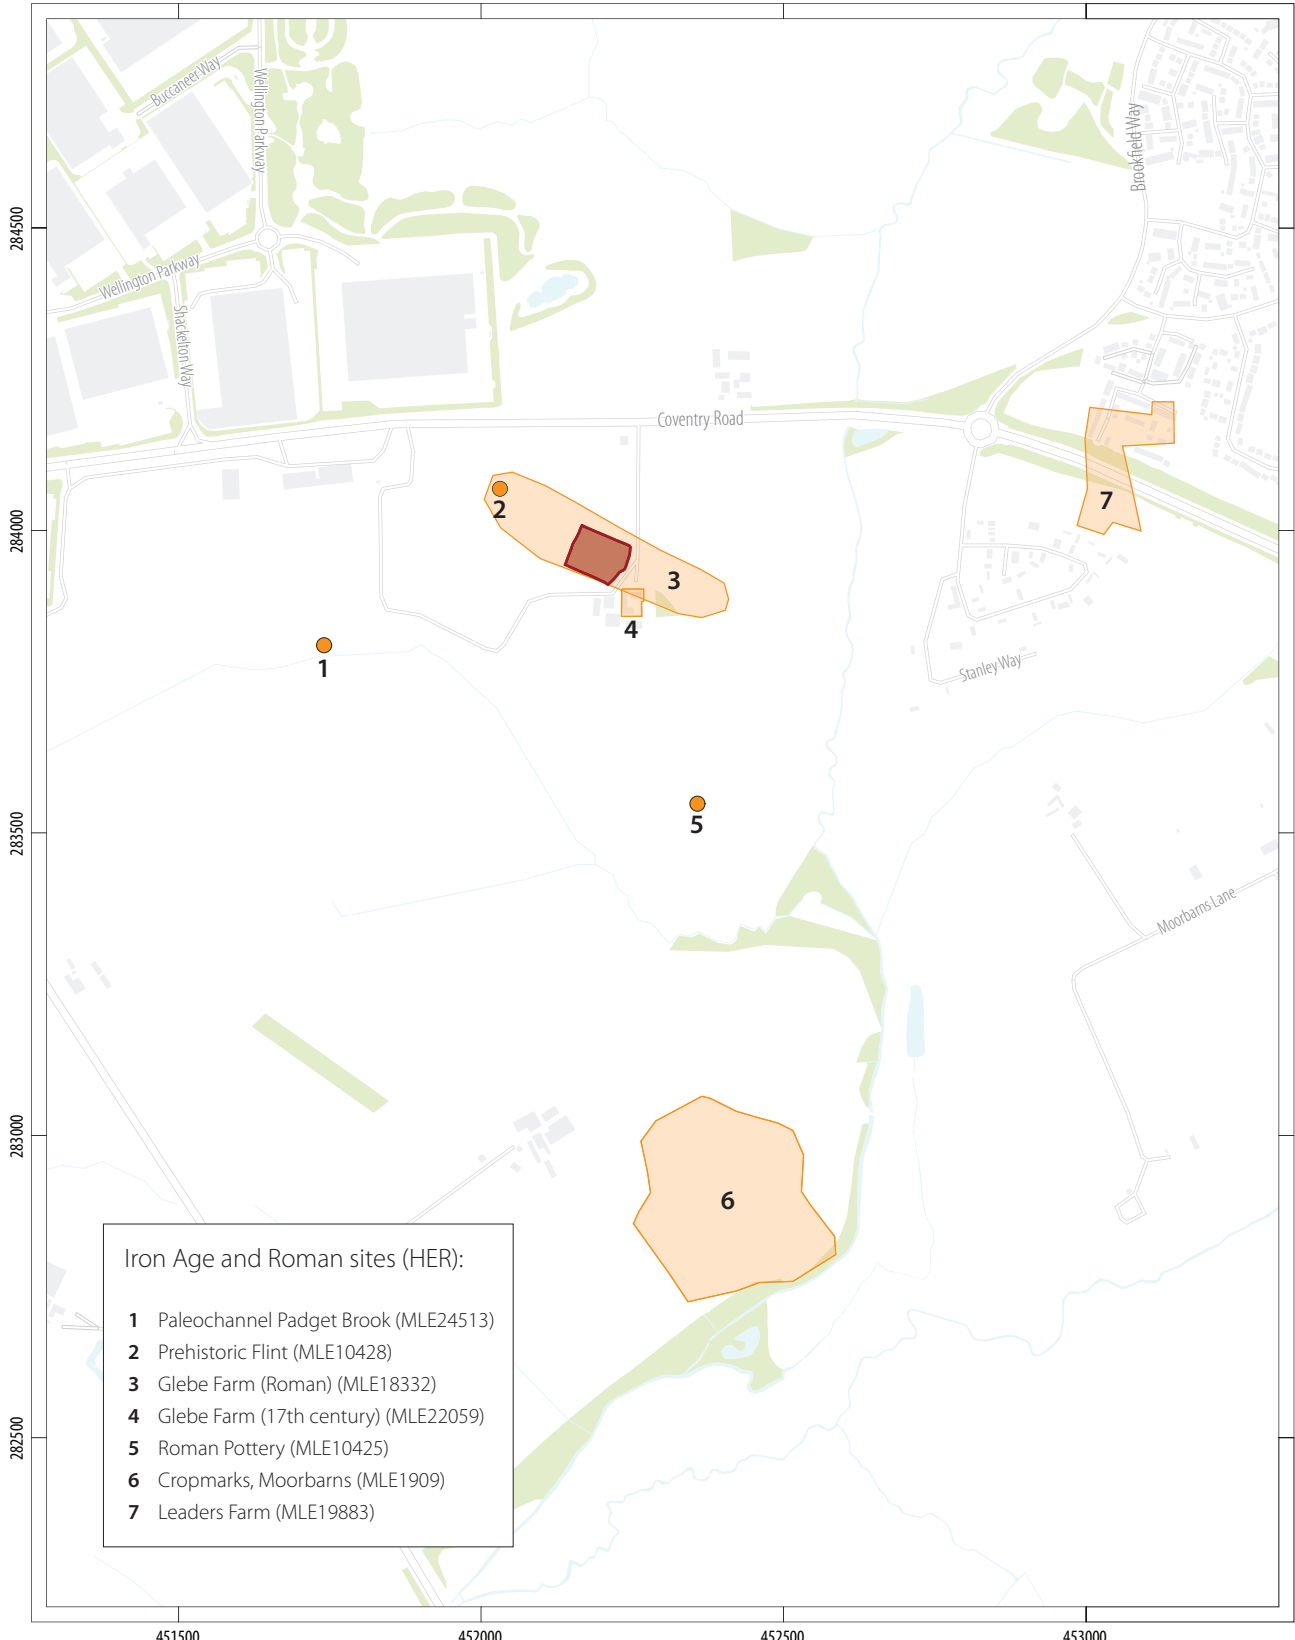 Buccaneer Way
Wellington Parkway
Brookfield Way
284500
Wellington Parkway
Shackelton Way
Coventry Road
2
7
284000
3
4
1
Stanley Way
283500
5
Moorbarns Lane
283000
6
Iron Age and Roman sites (HER):
1 Paleochannel Padget Brook (MLE24513)
2 Prehistoric Flint (MLE10428)
3 Glebe Farm (Roman) (MLE18332)
4 Glebe Farm (17th century) (MLE22059)
5 Roman Pottery (MLE10425)
6 Cropmarks, Moorbarns (MLE1909)
7 Leaders Farm (MLE19883)
282500
451500 452000 452500 453000